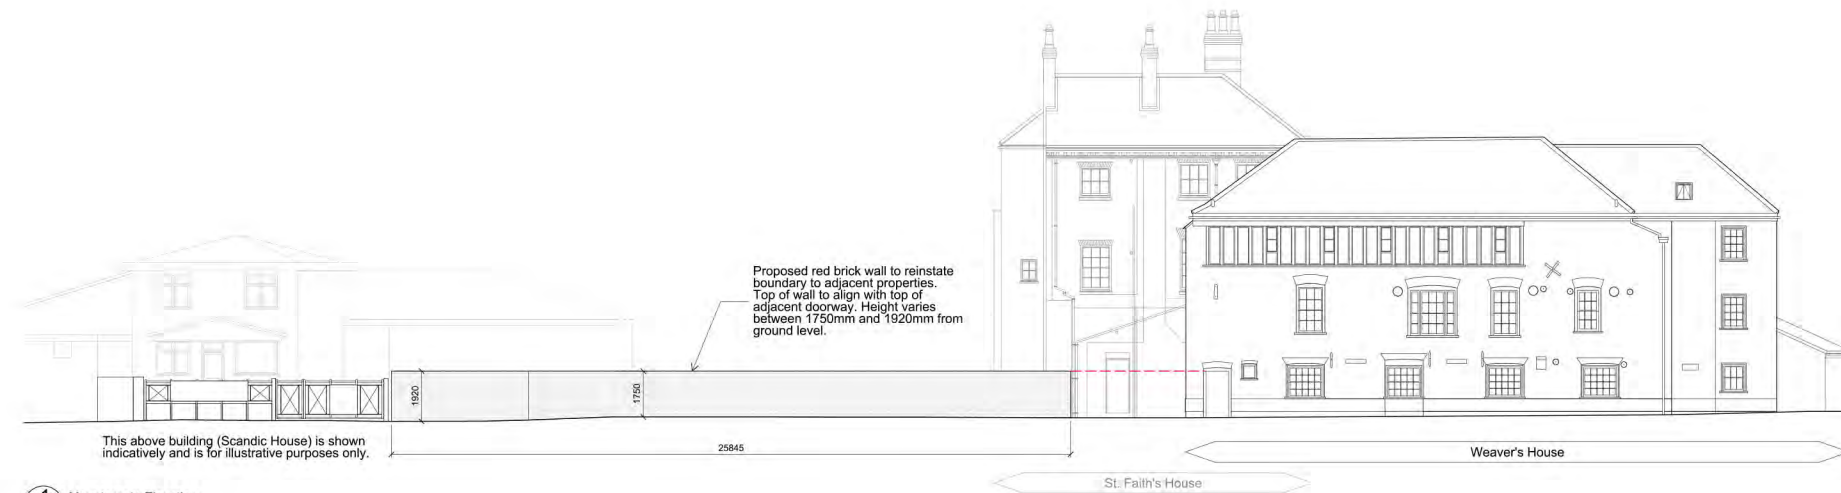 Proposed red brick wall to reinstate
boundary to adjacent properties.
Top of wall to align with top of
adjacent doorway. Height varies
between 1750mm and 1920mm from
ground level.
1920
1750
This above building (Scandic House) is shown
indicatively and is for illustrative purposes only.
25845
Weaver's House
St. Faith's House